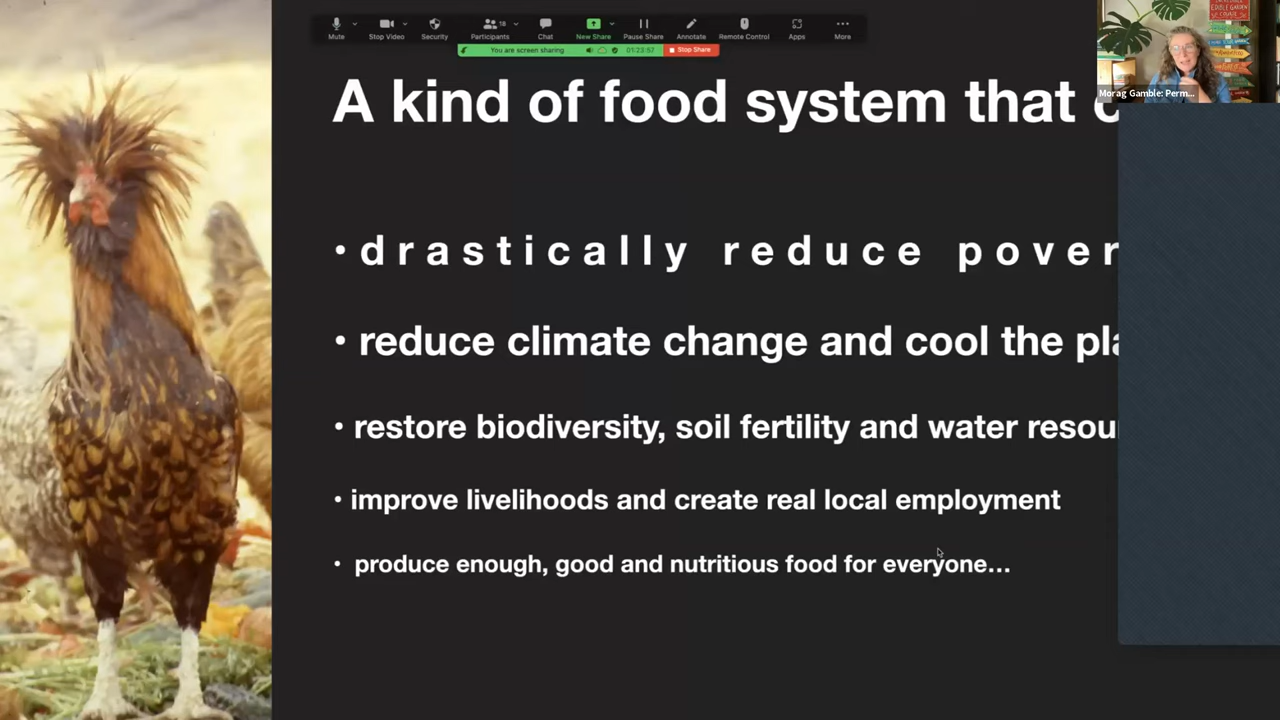 Mute
Stop Video
Security
Participants
18
Chat
New Share
Pause Share
Annotate
Remote Control
Apps
More
You are screen sharing
01:23:57
Stop Share
Morag Gamble: Perm...
A kind of food system that c
• drastically reduce pover
• reduce climate change and cool the pla
• restore biodiversity, soil fertility and water resou
• improve livelihoods and create real local employment
• produce enough, good and nutritious food for everyone...